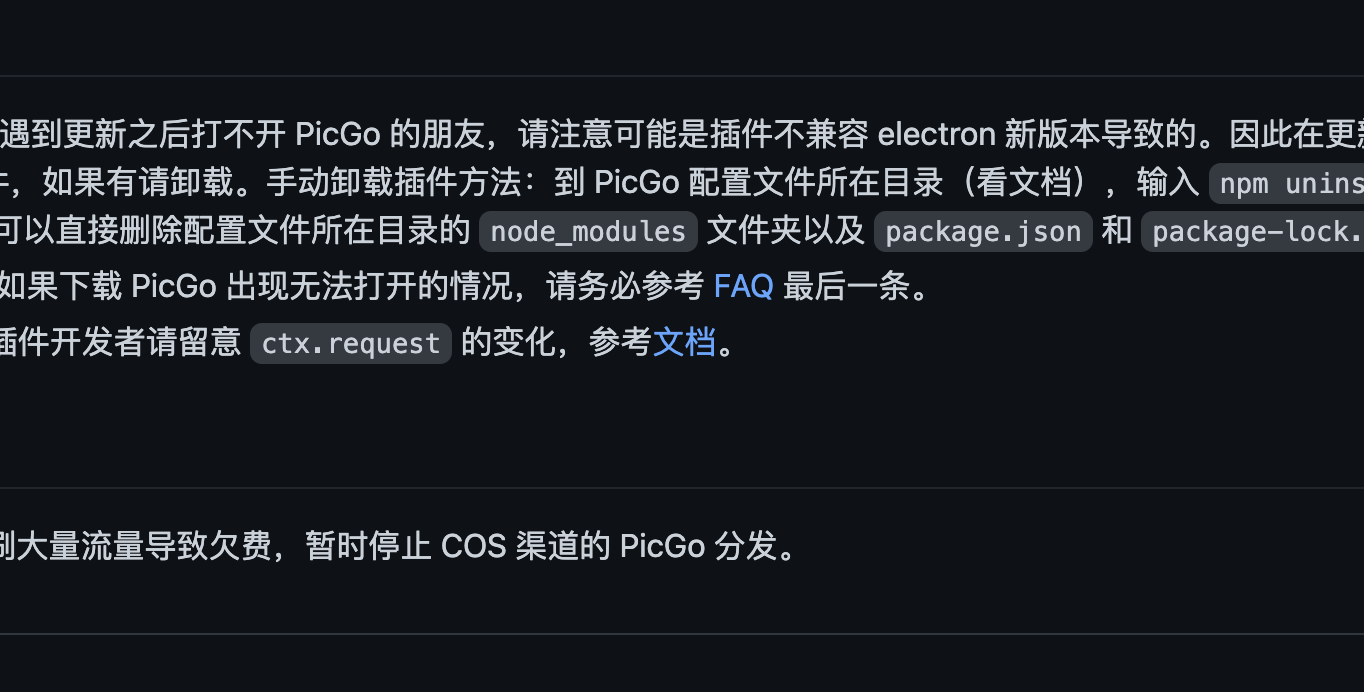 遇到更新之后打不开 PicGo 的朋友，请注意可能是插件不兼容 electron 新版本导致的。因此在更新
件，如果有请卸载。手动卸载插件方法：到 PicGo 配置文件所在目录（看文档），输入 npm unins
可以直接删除配置文件所在目录的 node_modules 文件夹以及 package.json 和 package-lock.
如果下载 PicGo 出现无法打开的情况，请务必参考 FAQ 最后一条。
插件开发者请留意 ctx.request 的变化，参考文档。
刷大量流量导致欠费，暂时停止 COS 渠道的 PicGo 分发。